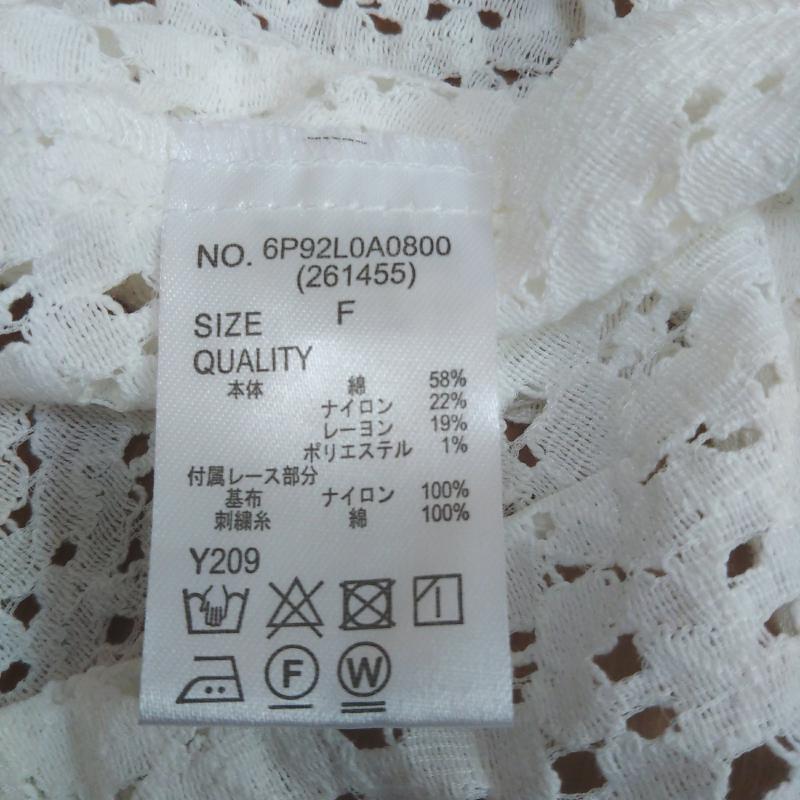 NO. 6P92L0A0800
(261455)
SIZE F
QUALITY
本体 綿 58%
ナイロン 22%
レーヨン 19%
ポリエステル 1%
付属レース部分
基布 ナイロン 100%
刺繍糸 綿 100%
Y209
F W